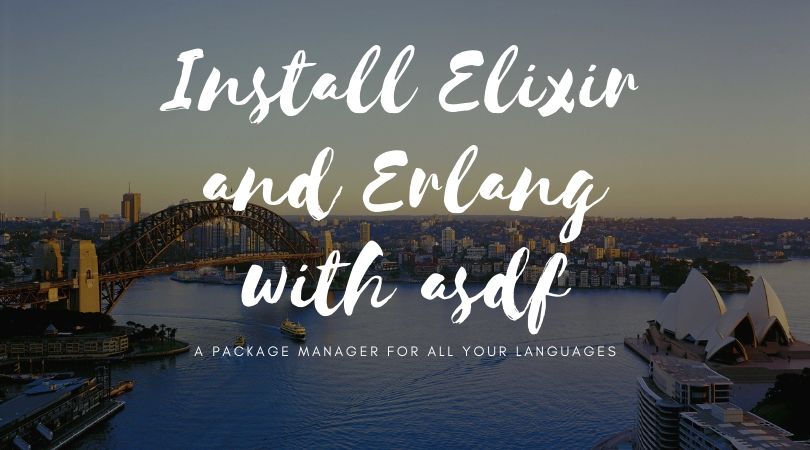 Install Elixir
and Erlang
with asdf
A PACKAGE MANAGER FOR ALL YOUR LANGUAGES